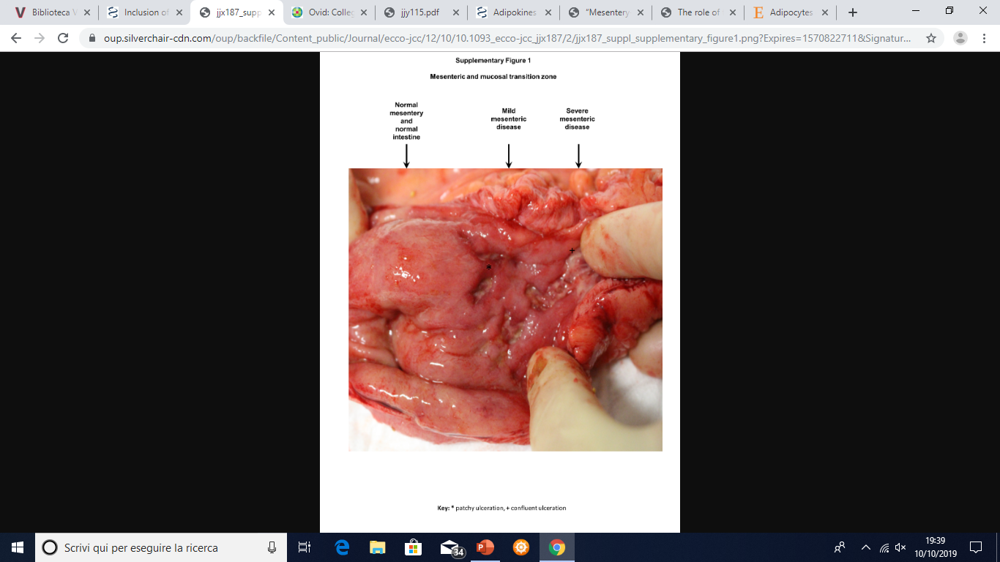 Biblioteca V
Inclusion of
jjx187_supp
Ovid: Colleg
jjy115.pdf
Adipokines
"Mesentery
The role of
Adipocytes
oup.silverchair-cdn.com/oup/backfile/Content_public/Journal/ecco-jcc/12/10/10.1093_ecco-jcc_jjx187/2/jjx187_suppl_supplementary_figure1.png?Expires=1570822711&Signatur...
Supplementary Figure 1
Mesenteric and mucosal transition zone
Normal
mesentery
and
normal
intestine
Mild
mesenteric
disease
Severe
mesenteric
disease
*
+
Key: * patchy ulceration, + confluent ulceration
Scrivi qui per eseguire la ricerca
34
19:39
10/10/2019